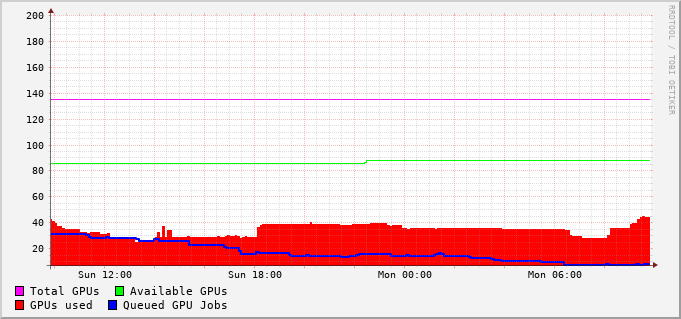 200
180
160
140
120
100
80
60
40
20
Sun 12:00 Sun 18:00 Mon 00:00 Mon 06:00
Total GPUs Available GPUs
GPUs used Queued GPU Jobs
RRDTOOL / TOBI OETIKER